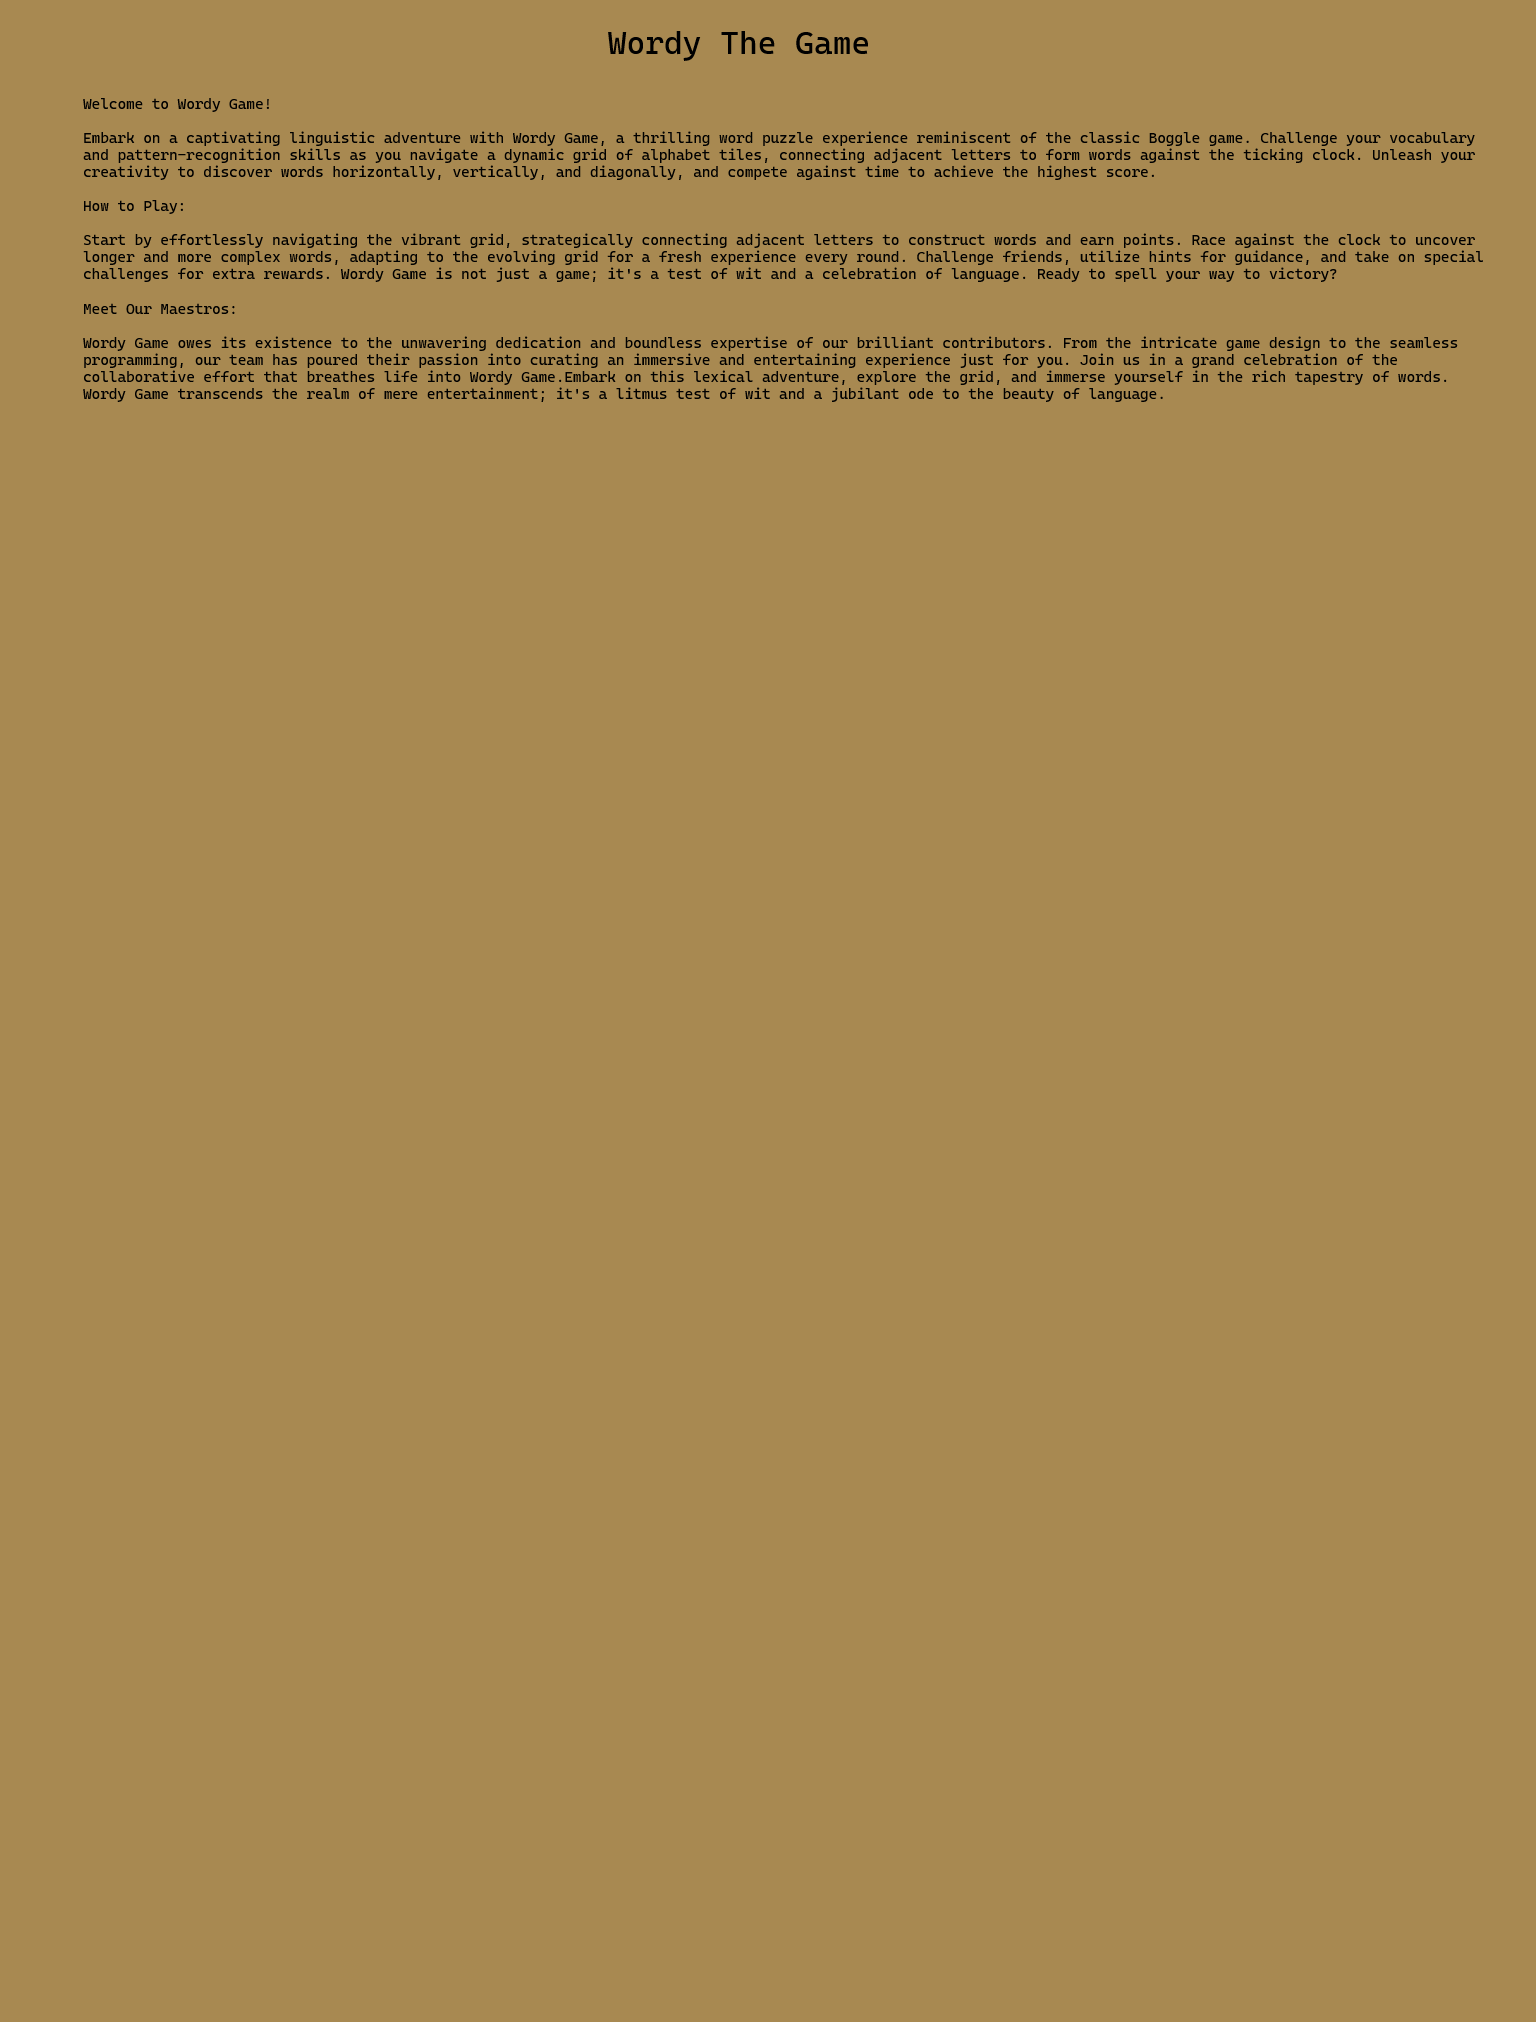 Wordy The Game
Welcome to Wordy Game!
Embark on a captivating linguistic adventure with Wordy Game, a thrilling word puzzle experience reminiscent of the classic Boggle game. Challenge your vocabulary
and pattern-recognition skills as you navigate a dynamic grid of alphabet tiles, connecting adjacent letters to form words against the ticking clock. Unleash your
creativity to discover words horizontally, vertically, and diagonally, and compete against time to achieve the highest score.
How to Play:
Start by effortlessly navigating the vibrant grid, strategically connecting adjacent letters to construct words and earn points. Race against the clock to uncover
longer and more complex words, adapting to the evolving grid for a fresh experience every round. Challenge friends, utilize hints for guidance, and take on special
challenges for extra rewards. Wordy Game is not just a game; it's a test of wit and a celebration of language. Ready to spell your way to victory?
Meet Our Maestros:
Wordy Game owes its existence to the unwavering dedication and boundless expertise of our brilliant contributors. From the intricate game design to the seamless
programming, our team has poured their passion into curating an immersive and entertaining experience just for you. Join us in a grand celebration of the
collaborative effort that breathes life into Wordy Game.Embark on this lexical adventure, explore the grid, and immerse yourself in the rich tapestry of words.
Wordy Game transcends the realm of mere entertainment; it's a litmus test of wit and a jubilant ode to the beauty of language.